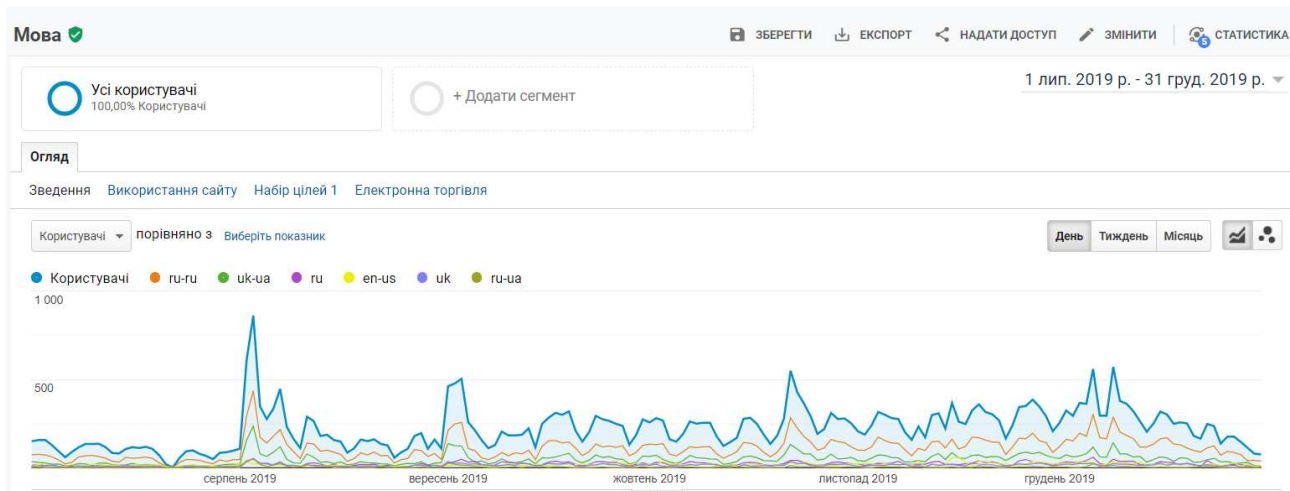 Мова
ЗБЕРЕГТИ ЕКСПОРТ НАДАТИ ДОСТУП ЗМІНИТИ 5 СТАТИСТИКА
Усі користувачі
100,00% Користувачі
+ Додати сегмент
1 лип. 2019 р. - 31 груд. 2019 р.
Огляд
Зведення Використання сайту Набір цілей 1 Електронна торгівля
Користувачі порівняно з Виберіть показник
День Тиждень Місяць
Користувачі ru-ru uk-ua ru en-us uk ru-ua
1 000
500
серпень 2019 вересень 2019 жовтень 2019 листопад 2019 грудень 2019